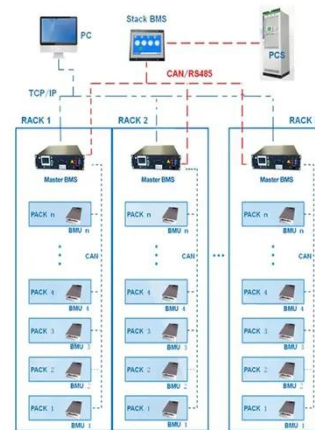 PC
Stack BMS
PCS
CAN/RS485
TCP/IP
RACK 1
RACK 2
RACK
Master BMS
Master BMS
Master BMS
PACK n
BMU n
PACK n
BMU n
PACK n
BMU n
CAN
CAN
CAN
PACK 4
BMU 4
PACK 4
BMU 4
PACK 4
BMU 4
PACK 3
BMU 3
PACK 3
BMU 3
PACK 3
BMU 3
PACK 2
BMU 2
PACK 2
BMU 2
PACK 2
BMU 2
PACK 1
BMU 1
PACK 1
BMU 1
PACK 1
BMU 1